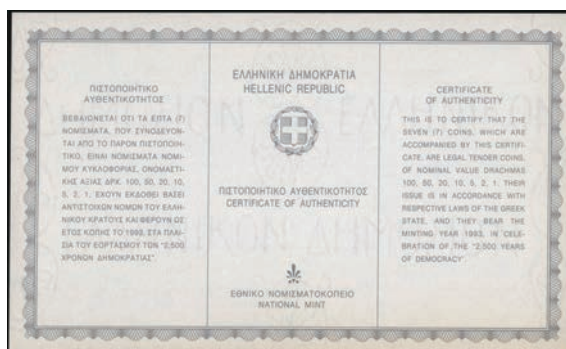 ΠΙΣΤΟΠΟΙΗΤΙΚΟ
ΑΥΘΕΝΤΙΚΟΤΗΤΟΣ
ΒΕΒΑΙΩΝΕΤΑΙ ΟΤΙ ΤΑ ΕΠΤΑ (7)
ΝΟΜΙΣΜΑΤΑ, ΠΟΥ ΣΥΝΟΔΕΥΟΝ-
ΤΑΙ ΑΠΟ ΤΟ ΠΑΡΟΝ ΠΙΣΤΟΠΟΙΗ-
ΤΙΚΟ, ΕΙΝΑΙ ΝΟΜΙΣΜΑΤΑ ΝΟΜΙ-
ΜΟΥ ΚΥΚΛΟΦΟΡΙΑΣ, ΟΝΟΜΑΣΤΙ-
ΚΗΣ ΑΞΙΑΣ ΔΡΧ. 100, 50, 20, 10,
5, 2, 1, ΕΧΟΥΝ ΕΚΔΟΘΕΙ ΒΑΣΕΙ
ΑΝΤΙΣΤΟΙΧΩΝ ΝΟΜΩΝ ΤΟΥ ΕΛΛΗ-
ΝΙΚΟΥ ΚΡΑΤΟΥΣ ΚΑΙ ΦΕΡΟΥΝ ΩΣ
ΕΤΟΣ ΚΟΠΗΣ ΤΟ 1993, ΣΤΑ ΠΛΑΙ-
ΣΙΑ ΤΟΥ ΕΟΡΤΑΣΜΟΥ ΤΩΝ "2.500
ΧΡΟΝΩΝ ΔΗΜΟΚΡΑΤΙΑΣ".
ΕΛΛΗΝΙΚΗ ΔΗΜΟΚΡΑΤΙΑ
HELLENIC REPUBLIC
ΠΙΣΤΟΠΟΙΗΤΙΚΟ ΑΥΘΕΝΤΙΚΟΤΗΤΟΣ
CERTIFICATE OF AUTHENTICITY
ΕΘΝΙΚΟ ΝΟΜΙΣΜΑΤΟΚΟΠΕΙΟ
NATIONAL MINT
CERTIFICATE
OF AUTHENTICITY
THIS IS TO CERTIFY THAT THE
SEVEN (7) COINS, WHICH ARE
ACCOMPANIED BY THIS CERTIFI-
CATE, ARE LEGAL TENDER COINS,
OF NOMINAL VALUE DRACHMAS
100, 50, 20, 10, 5, 2, 1. THEIR
ISSUE IS IN ACCORDANCE WITH
RESPECTIVE LAWS OF THE GREEK
STATE, AND THEY BEAR THE
MINTING YEAR 1993, IN CELE-
BRATION OF THE "2.500 YEARS
OF DEMOCRACY".